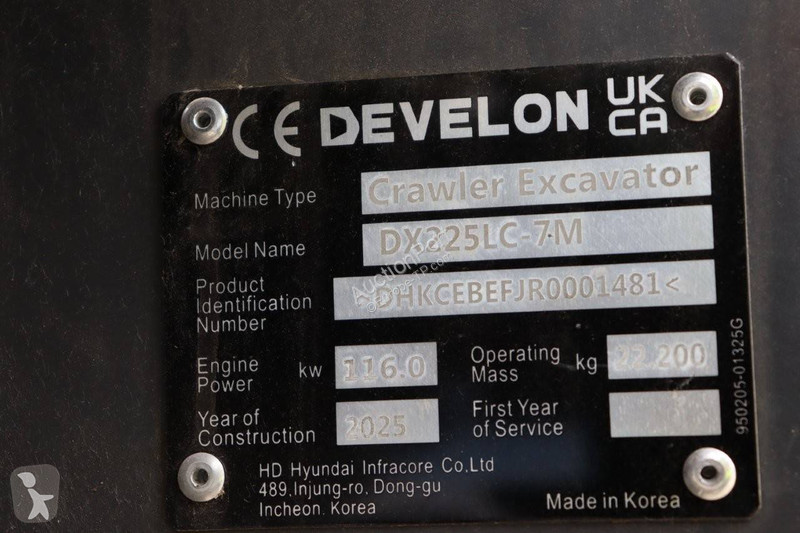 CE DEVELON UK CA
Machine Type Crawler Excavator
Model Name DX225LC-7M
Product
Identification
Number
>DHKCEBEFJR0001481<
Engine
Power
kw 116.0
Operating
Mass
kg 22 200
Year of
Construction
2025
First Year
of Service
HD Hyundai Infracore Co.Ltd
489, Injung-ro, Dong-gu
Incheon. Korea
Made in Korea
950205-01325G